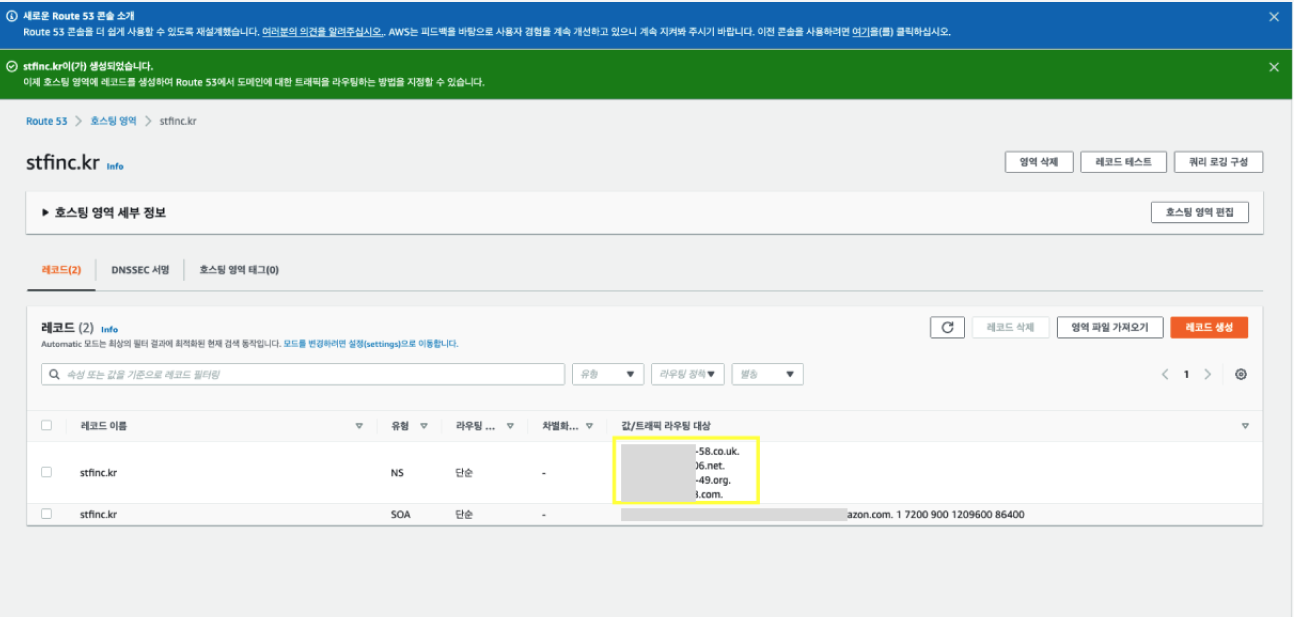 새로운 Route 53 콘솔 소개
Route 53 콘솔을 더 쉽게 사용할 수 있도록 재설계했습니다. 여러분의 의견을 알려주십시오.. AWS는 피드백을 바탕으로 사용자 경험을 계속 개선하고 있으니 계속 지켜봐 주시기 바랍니다. 이전 콘솔을 사용하려면 여기을(를) 클릭하십시오.
stfinc.kr이(가) 생성되었습니다.
이제 호스팅 영역에 레코드를 생성하여 Route 53에서 도메인에 대한 트래픽을 라우팅하는 방법을 지정할 수 있습니다.
Route 53 > 호스팅 영역 > stfinc.kr
stfinc.kr Info 영역 삭제 레코드 테스트 쿼리 로깅 구성
호스팅 영역 세부 정보 호스팅 영역 편집
레코드(2) DNSSEC 서명 호스팅 영역 태그(0)
레코드 (2) Info 레코드 삭제 영역 파일 가져오기 레코드 생성
Automatic 모드는 최상의 필터 결과에 최적화된 현재 검색 동작입니다. 모드를 변경하려면 설정(settings)으로 이동합니다.
속성 또는 값을 기준으로 레코드 필터링 유형 라우팅 정책 별칭 1
레코드 이름 유형 라우팅 ... 차별화... 값/트래픽 라우팅 대상
stfinc.kr NS 단순 -
-58.co.uk.
06.net.
-49.org.
.com.
stfinc.kr SOA 단순 - azon.com. 1 7200 900 1209600 86400